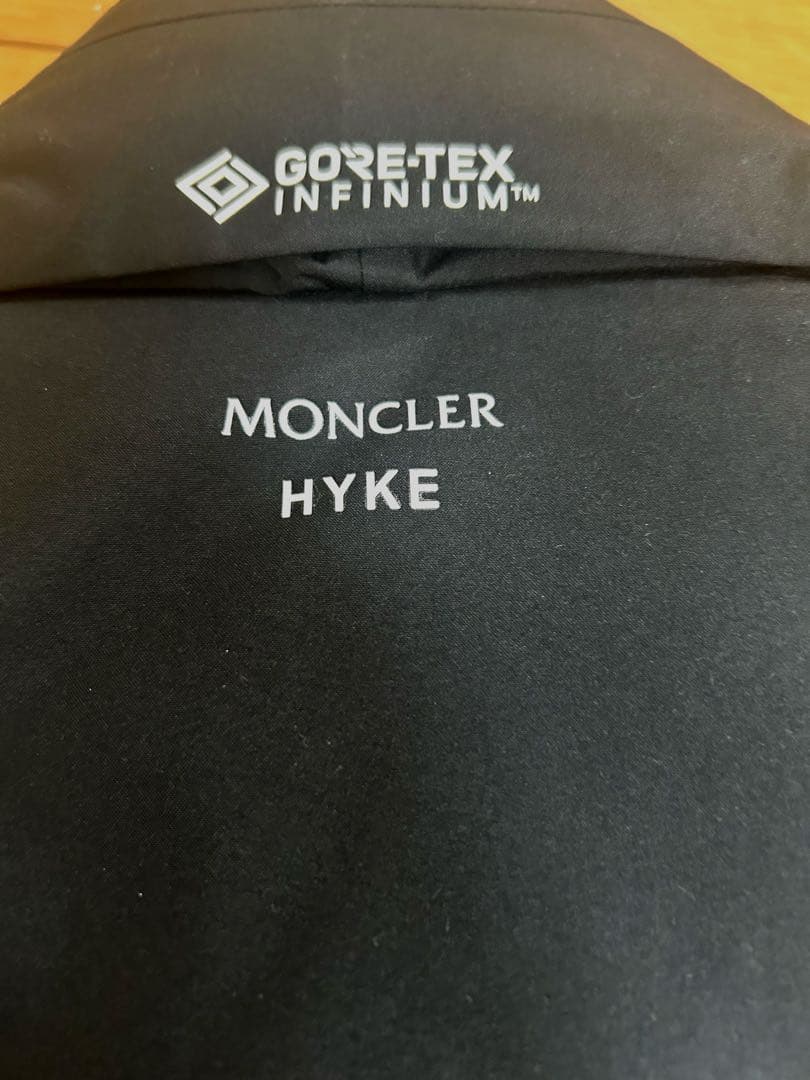 GORE-TEX
INFINIUM™
MONCLER
HYKE